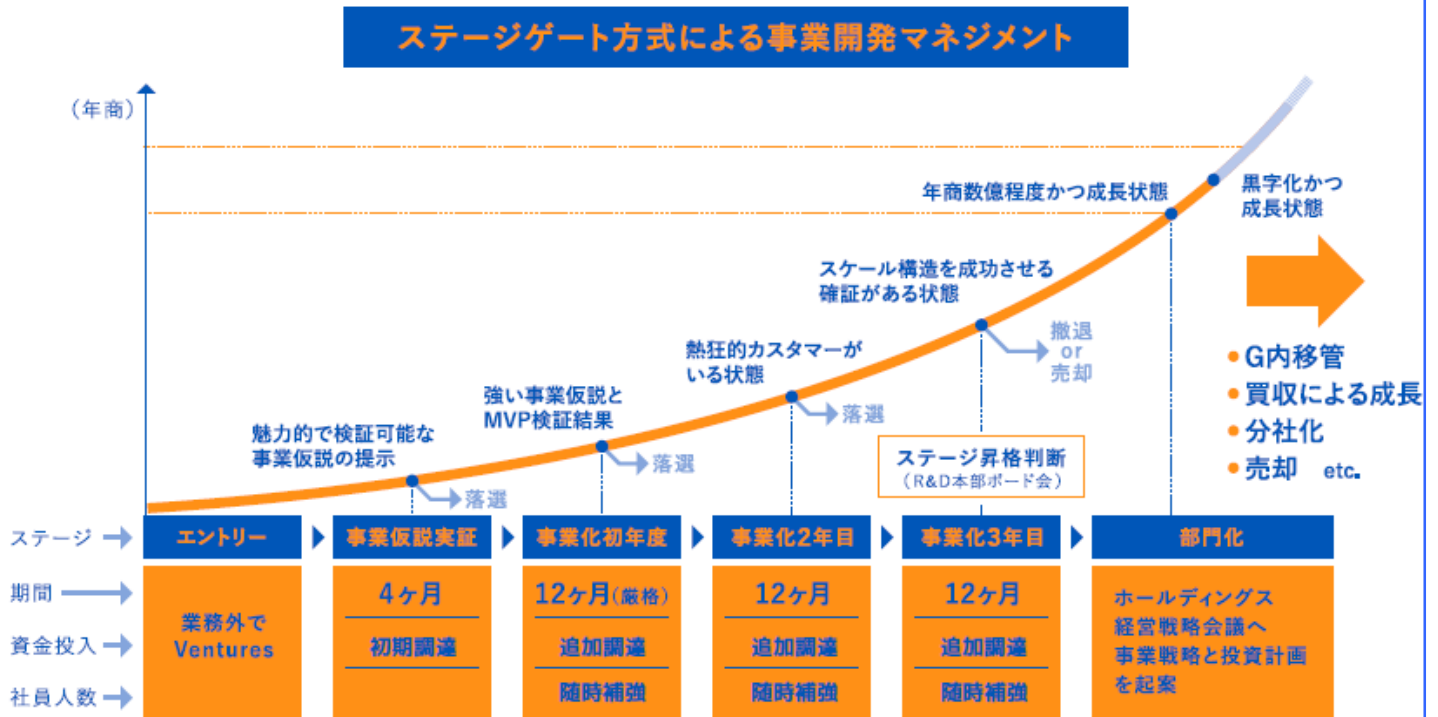 ステージゲート方式による事業開発マネジメント
（年商）
黒字化かつ
成長状態
年商数億程度かつ成長状態
スケール構造を成功させる
確証がある状態
撤退
or
売却
熱狂的カスタマーが
いる状態
落選
強い事業仮説と
MVP検証結果
落選
魅力的で検証可能な
事業仮説の提示
落選
ステージ昇格判断
（R&D本部ボード会）
●G内移管
●買収による成長
●分社化
●売却 etc.
ステージ
エントリー
事業仮説実証
事業化初年度
事業化2年目
事業化3年目
部門化
期間
4ヶ月
12ヶ月(厳格)
12ヶ月
12ヶ月
資金投入
業務外で
Ventures
初期調達
追加調達
追加調達
追加調達
社員人数
随時補強
随時補強
随時補強
ホールディングス
経営戦略会議へ
事業戦略と投資計画
を起案